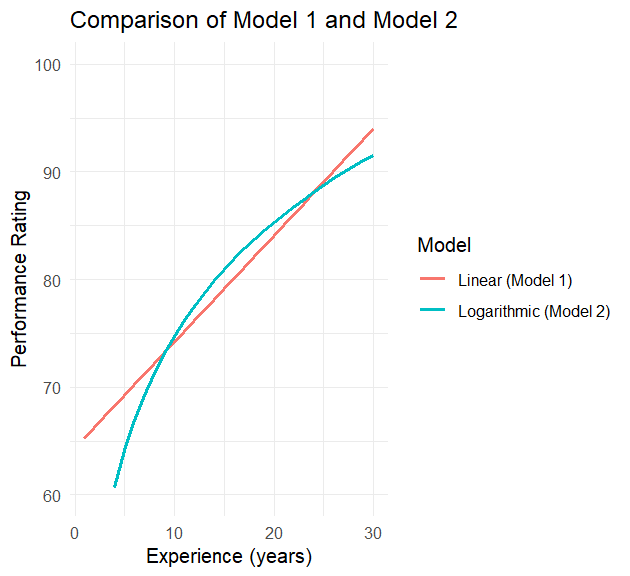 Comparison of Model 1 and Model 2
100
90
80
70
60
Performance Rating
0 10 20 30
Experience (years)
Model
Linear (Model 1)
Logarithmic (Model 2)